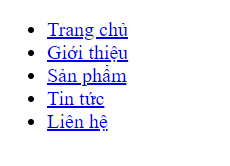 Trang chủ
Giới thiệu
Sản phẩm
Tin tức
Liên hệ